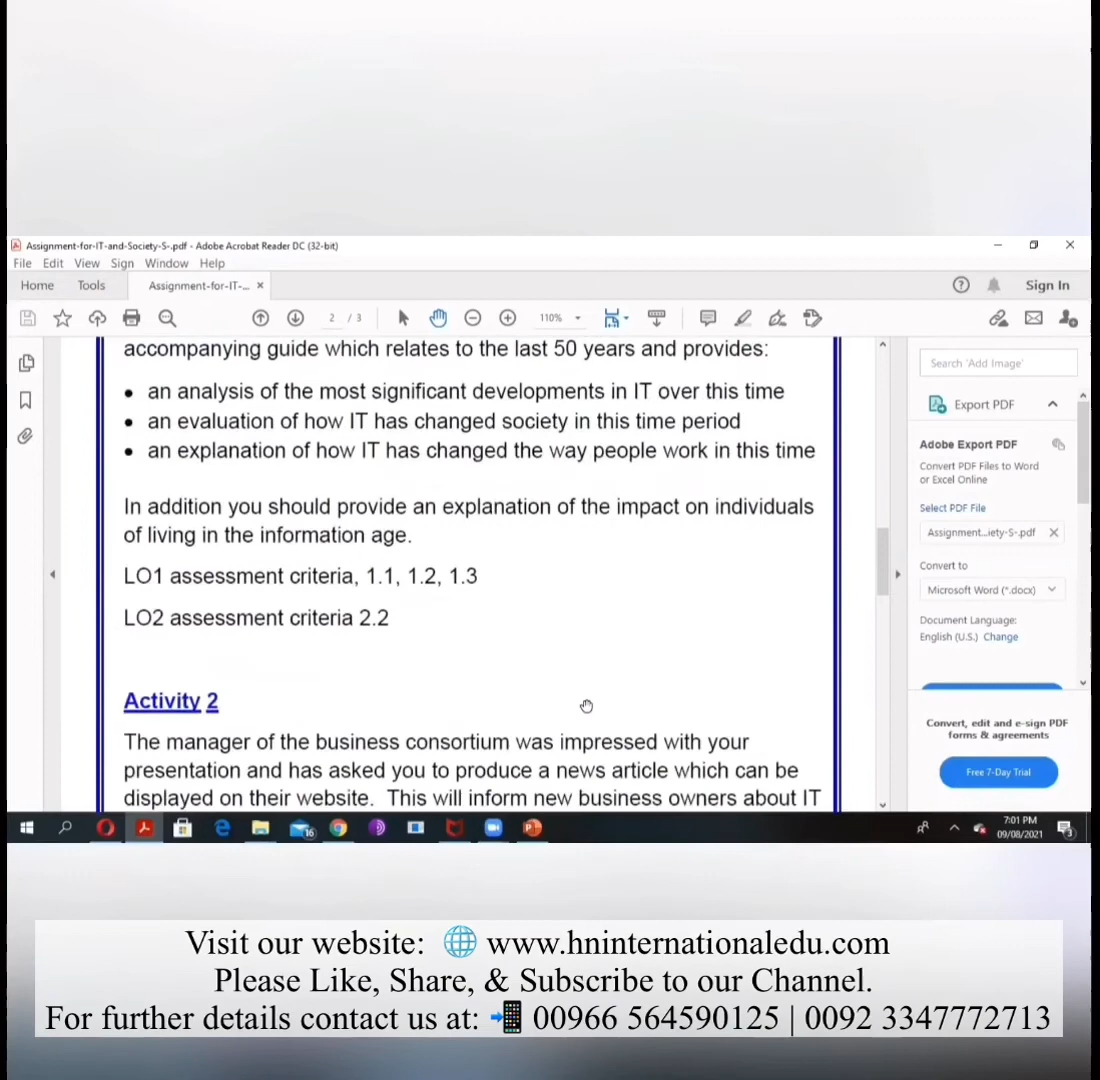 Assignment-for-IT-and-Society-S-.pdf - Adobe Acrobat Reader DC (32-bit)
File Edit View Sign Window Help
Home Tools Assignment-for-IT-... × Sign In
2 / 3 110%
accompanying guide which relates to the last 50 years and provides:
• an analysis of the most significant developments in IT over this time
• an evaluation of how IT has changed society in this time period
• an explanation of how IT has changed the way people work in this time
In addition you should provide an explanation of the impact on individuals
of living in the information age.
LO1 assessment criteria, 1.1, 1.2, 1.3
LO2 assessment criteria 2.2
Activity 2
The manager of the business consortium was impressed with your
presentation and has asked you to produce a news article which can be
displayed on their website. This will inform new business owners about IT
Search 'Add Image'
Export PDF
Adobe Export PDF
Convert PDF Files to Word
or Excel Online
Select PDF File
Assignment...iety-S-.pdf ×
Convert to
Microsoft Word (*.docx)
Document Language:
English (U.S.) Change
Convert, edit and e-sign PDF
forms & agreements
Free 7-Day Trial
16
7:01 PM
09/08/2021
3
Visit our website: 🌐 www.hninternationaledu.com
Please Like, Share, & Subscribe to our Channel.
For further details contact us at: 📲 00966 564590125 | 0092 3347772713